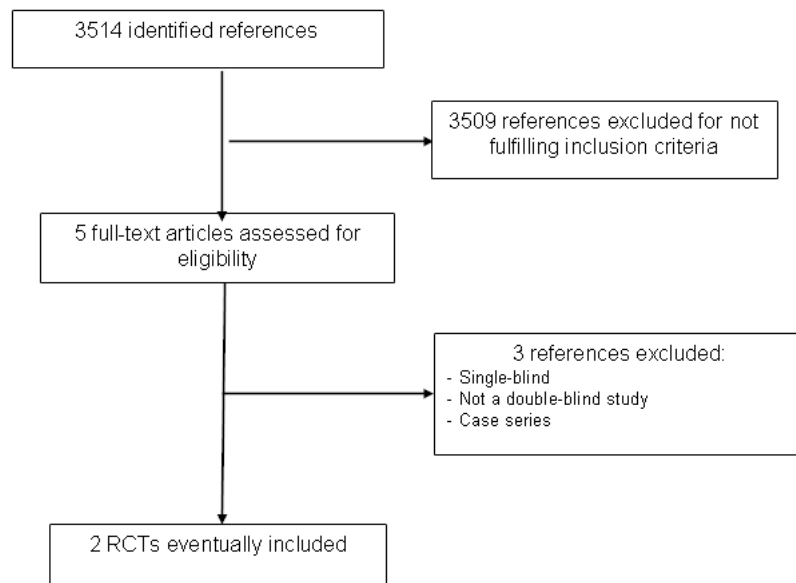 3514 identified references
3509 references excluded for not
fulfilling inclusion criteria
5 full-text articles assessed for
eligibility
3 references excluded:
- Single-blind
- Not a double-blind study
- Case series
2 RCTs eventually included